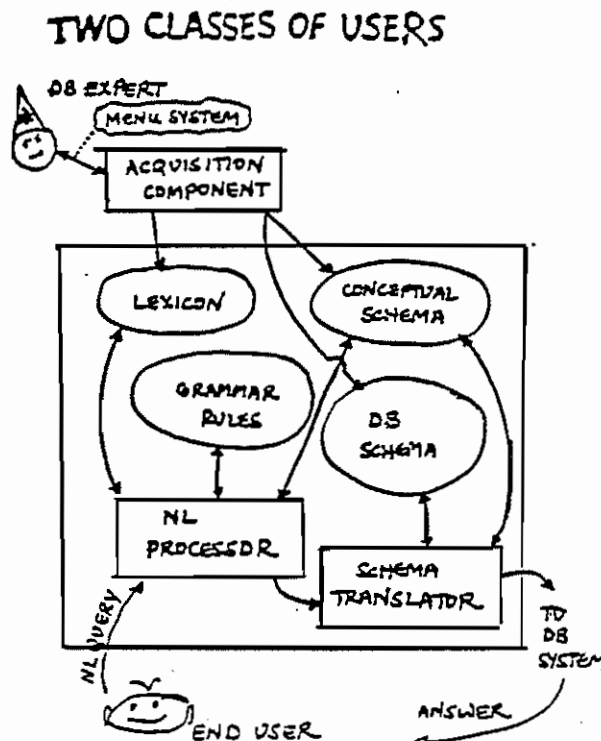 TWO CLASSES OF USERS
DB EXPERT
MENU SYSTEM
ACQUISITION
COMPONENT
LEXICON
CONCEPTUAL
SCHEMA
GRAMMAR
RULES
DB
SCHEMA
NL
PROCESSOR
SCHEMA
TRANSLATOR
TO
DB
SYSTEM
NL QUERY
END USER
ANSWER